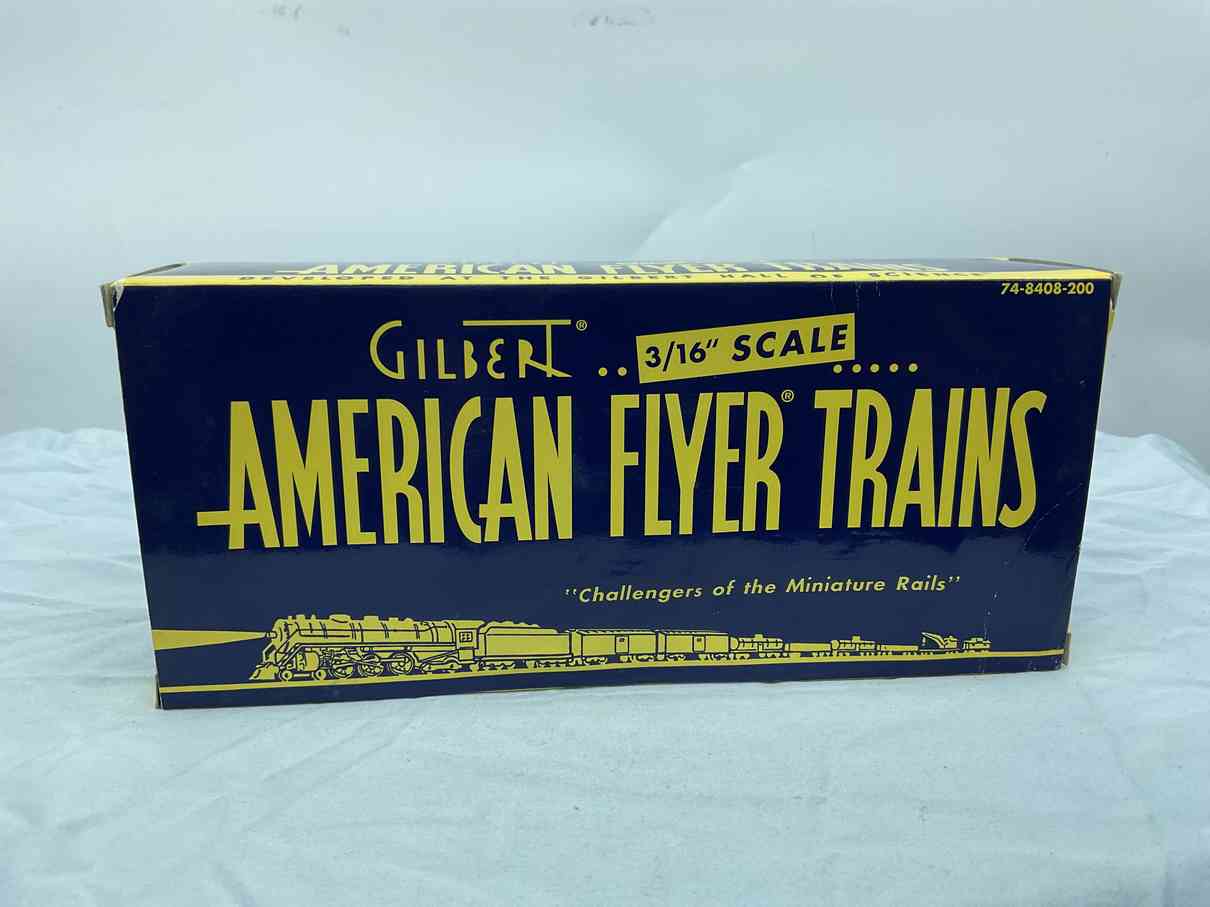 AMERICAN FLYER TRAINS
DEVELOPED AT THE GILBERT HALL OF SCIENCE
74-8408-200
GILBERT® ..3/16" SCALE.....
AMERICAN FLYER® TRAINS
"Challengers of the Miniature Rails"